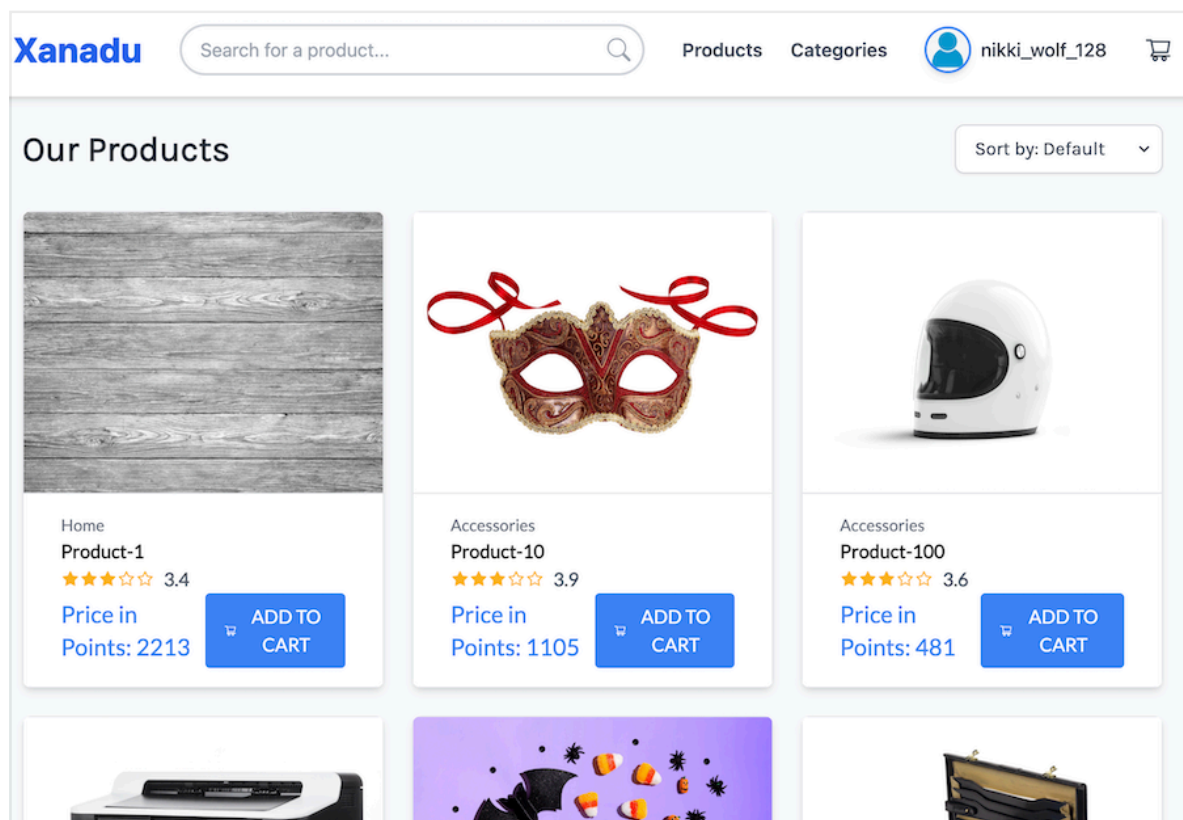 Xanadu
Search for a product...
Products
Categories
nikki_wolf_128
Our Products
Sort by: Default
Home
Product-1
3.4
Price in
Points: 2213
ADD TO
CART
Accessories
Product-10
3.9
Price in
Points: 1105
ADD TO
CART
Accessories
Product-100
3.6
Price in
Points: 481
ADD TO
CART